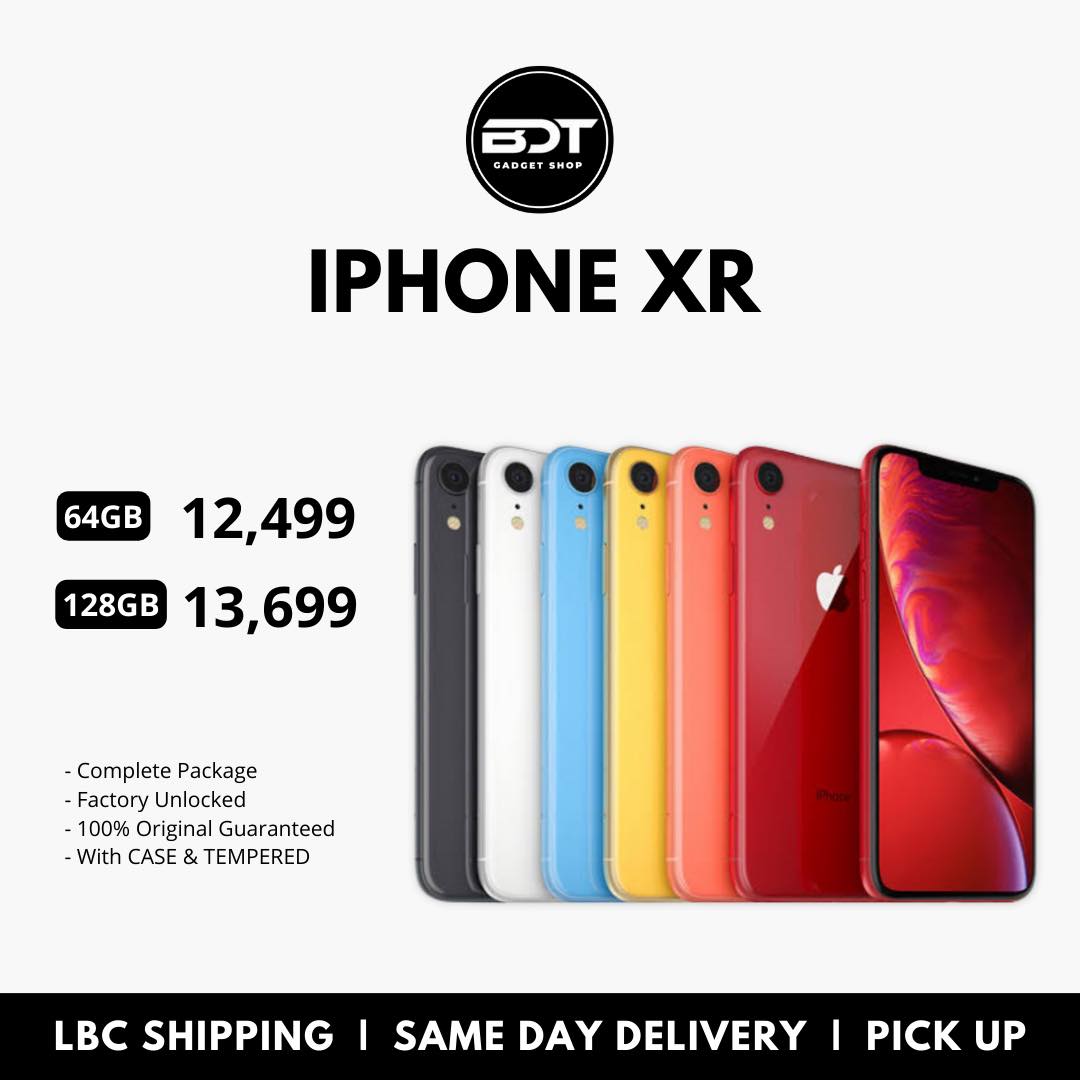 BDT
GADGET SHOP
IPHONE XR
64GB 12,499
128GB 13,699
- Complete Package
- Factory Unlocked
- 100% Original Guaranteed
- With CASE & TEMPERED
iPhone
LBC SHIPPING | SAME DAY DELIVERY | PICK UP